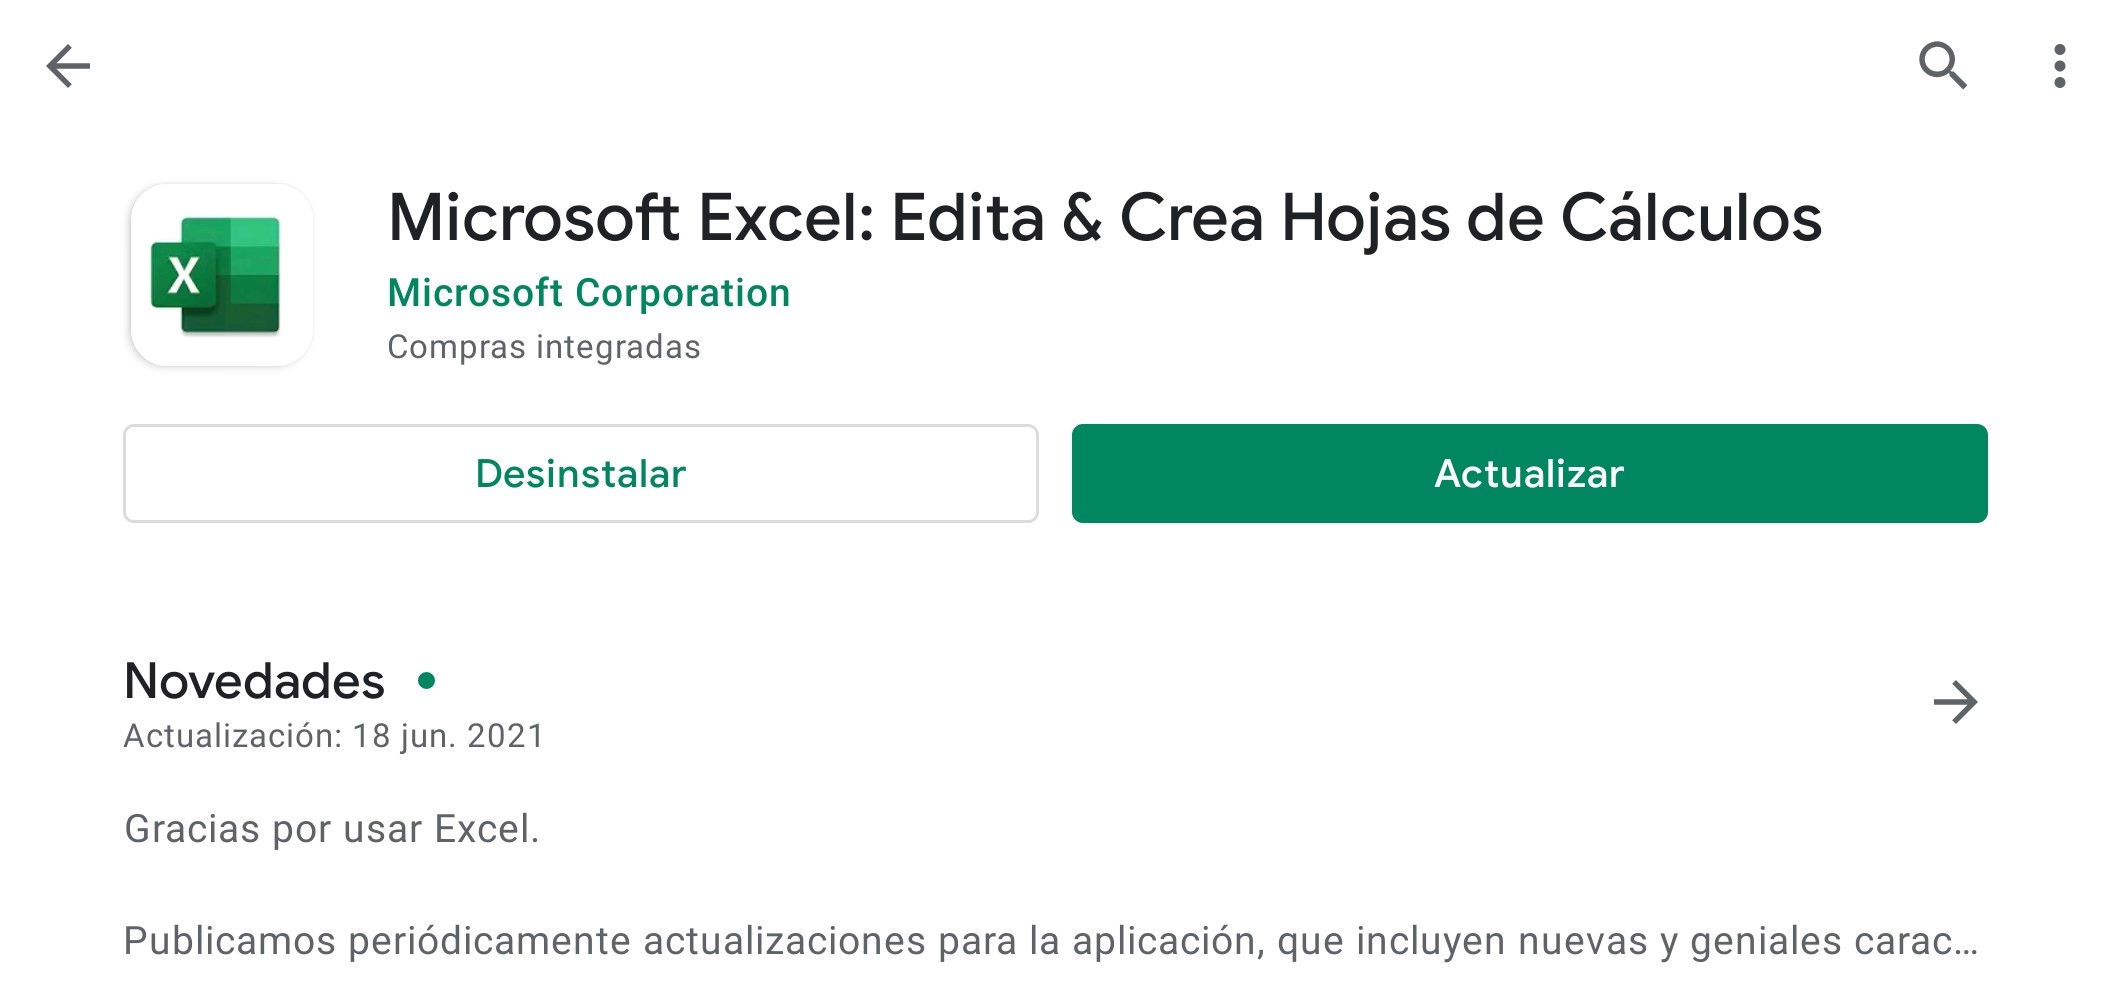 X
Microsoft Excel: Edita & Crea Hojas de Cálculos
Microsoft Corporation
Compras integradas
Desinstalar
Actualizar
Novedades
Actualización: 18 jun. 2021
Gracias por usar Excel.
Publicamos periódicamente actualizaciones para la aplicación, que incluyen nuevas y geniales carac...